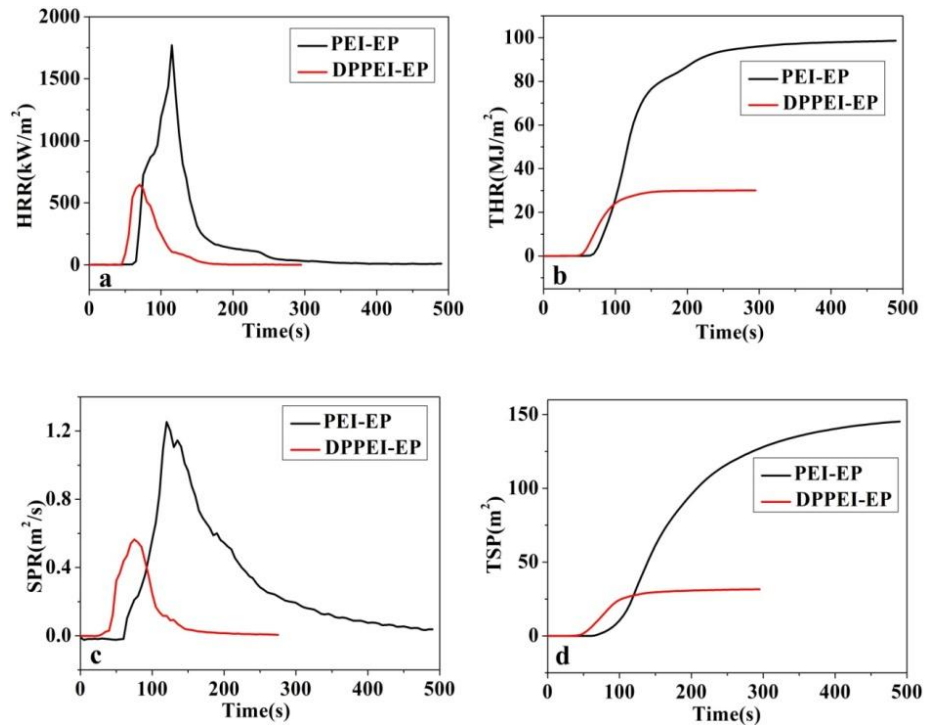 2000
1750
1500
1250
1000
750
500
250
0
HRR(kW/m²)
PEI-EP
DPPEI-EP
a
0 100 200 300 400 500
Time(s)
100
80
60
40
20
0
THR(MJ/m²)
PEI-EP
DPPEI-EP
b
0 100 200 300 400 500
Time(s)
1.2
0.8
0.4
0.0
SPR(m²/s)
PEI-EP
DPPEI-EP
c
0 100 200 300 400 500
Time(s)
150
100
50
0
TSP(m²)
PEI-EP
DPPEI-EP
d
0 100 200 300 400 500
Time(s)